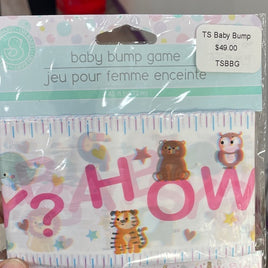 TS Baby Bump
$49.00
TSBBG
baby bump game
jeu pour femme enceinte
Y? HOW